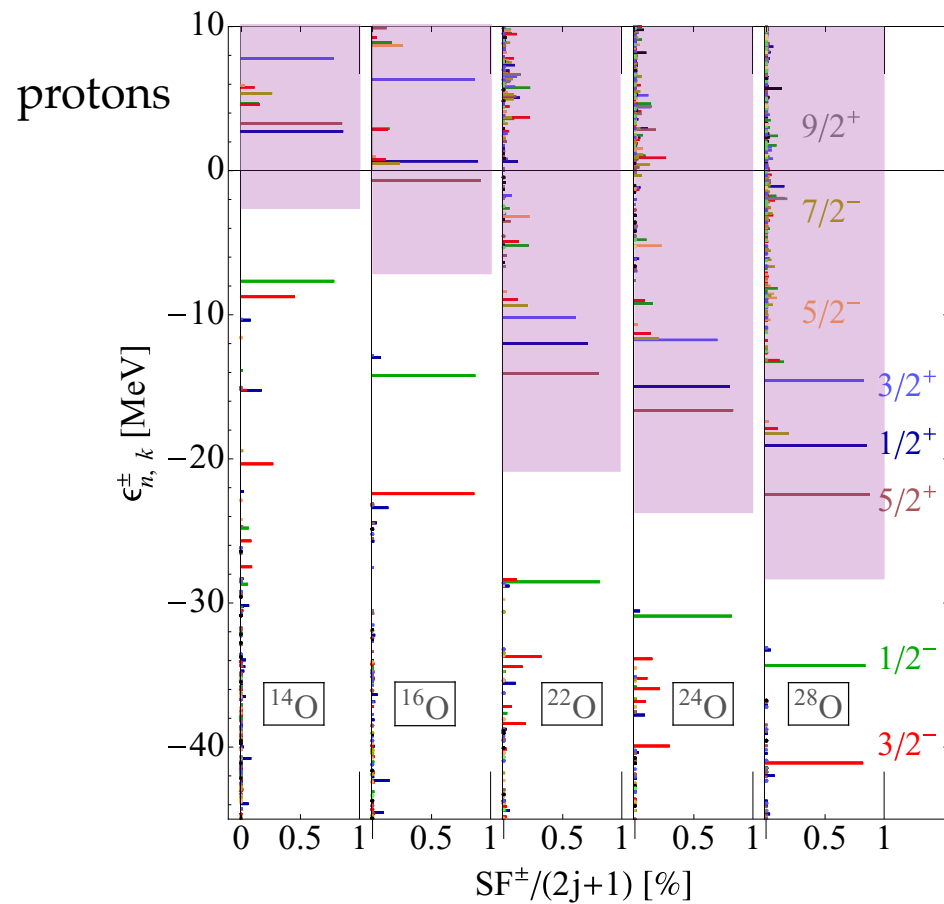 protons
10
0
−10
−20
−30
−40
ϵ±n, k [MeV]
9/2+
7/2−
5/2−
3/2+
1/2+
5/2+
1/2−
3/2−
14O 16O 22O 24O 28O
0 0.5 1 0.5 1 0.5 1 0.5 1 0.5 1
SF±/(2j+1) [%]